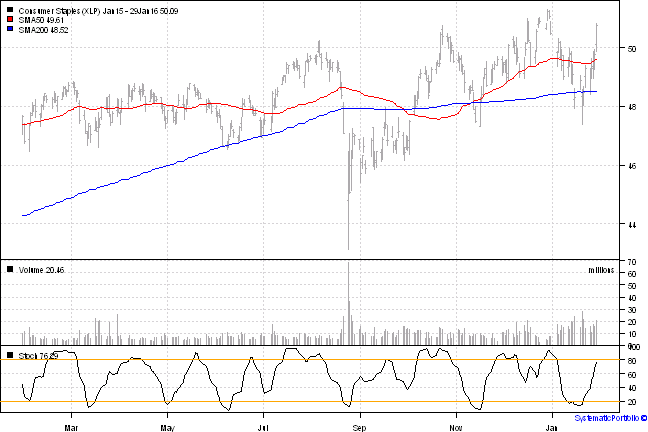 Consumer Staples (XLP) Jan15 - 29Jan16 50.09
SMA50 49.61
SMA200 48.52
50
48
46
44
Volume 20.46
millions
70
60
50
40
30
20
10
0
Stoch 76.29
100
80
60
40
20
Mar
May
Jul
Sep
Nov
Jan
SystematicPortfolio ©